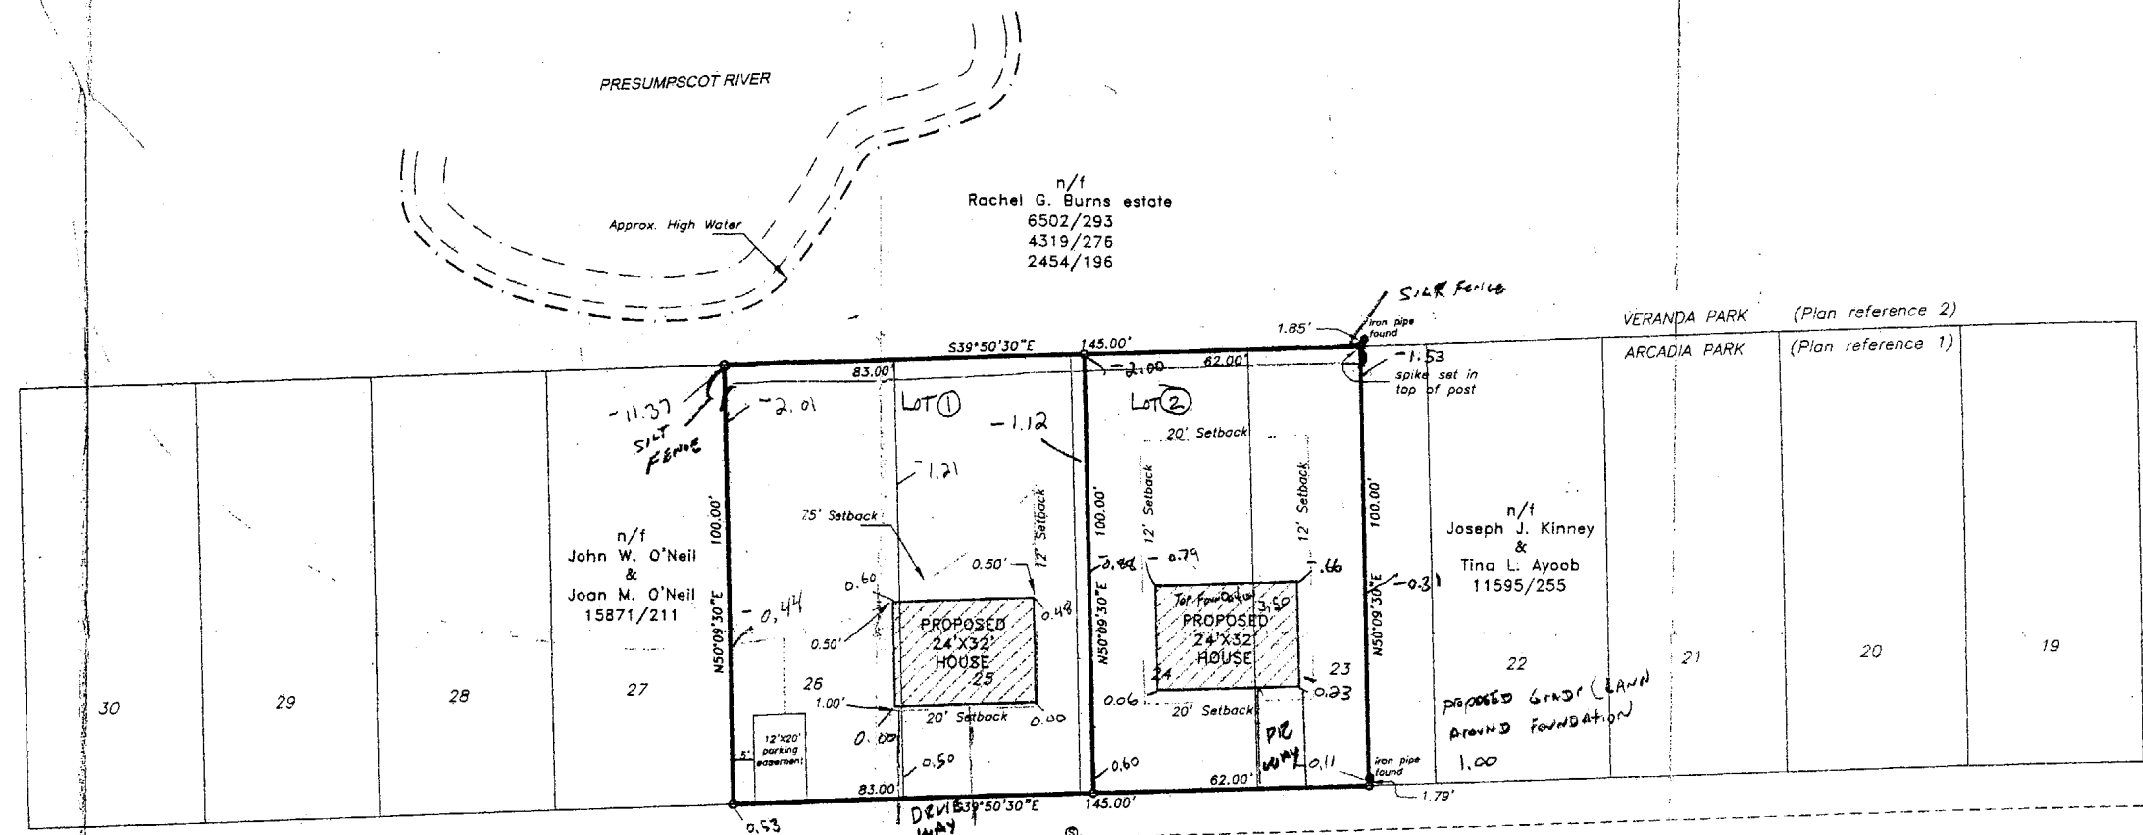 PRESUMPSCOT RIVER
n/f
Rachel G. Burns estate
6502/293
4319/276
2454/196
Approx. High Water
SILT FENCE
VERANDA PARK (Plan reference 2)
ARCADIA PARK (Plan reference 1)
1.85'
iron pipe
found
S39°50'30"E 145.00'
83.00'
62.00'
-2.00
-1.53
spike set in
top of post
-11.37
SILT
FENCE
-2.01
LOT 1
LOT 2
-1.12
-1.21
20' Setback
12' Setback
12' Setback
12' Setback
75' Setback
N50°09'30"E 100.00'
N50°09'30"E 100.00'
N50°09'30"E 100.00'
n/f
John W. O'Neil
&
Joan M. O'Neil
15871/211
n/f
Joseph J. Kinney
&
Tina L. Ayoob
11595/255
0.60
0.50'
0.48
-0.88
- 0.79
-.66
-0.31
- 0.44
0.50'
PROPOSED
24'X32'
HOUSE
25
TOP FOUNDATION
3.50
PROPOSED
24'X32'
HOUSE
30
29
28
27
26
24
23
22
21
20
19
1.00'
0.00
20' Setback
0.00
0.06
20' Setback
0.23
PROPOSED GRADE (LAWN
AROUND FOUNDATION
1.00
12'X20'
parking
easement
5'
0.50
0.60
0.11
iron pipe
found
1.79'
83.00'
62.00'
S39°50'30"E 145.00'
0.53
WAY
WAY
S